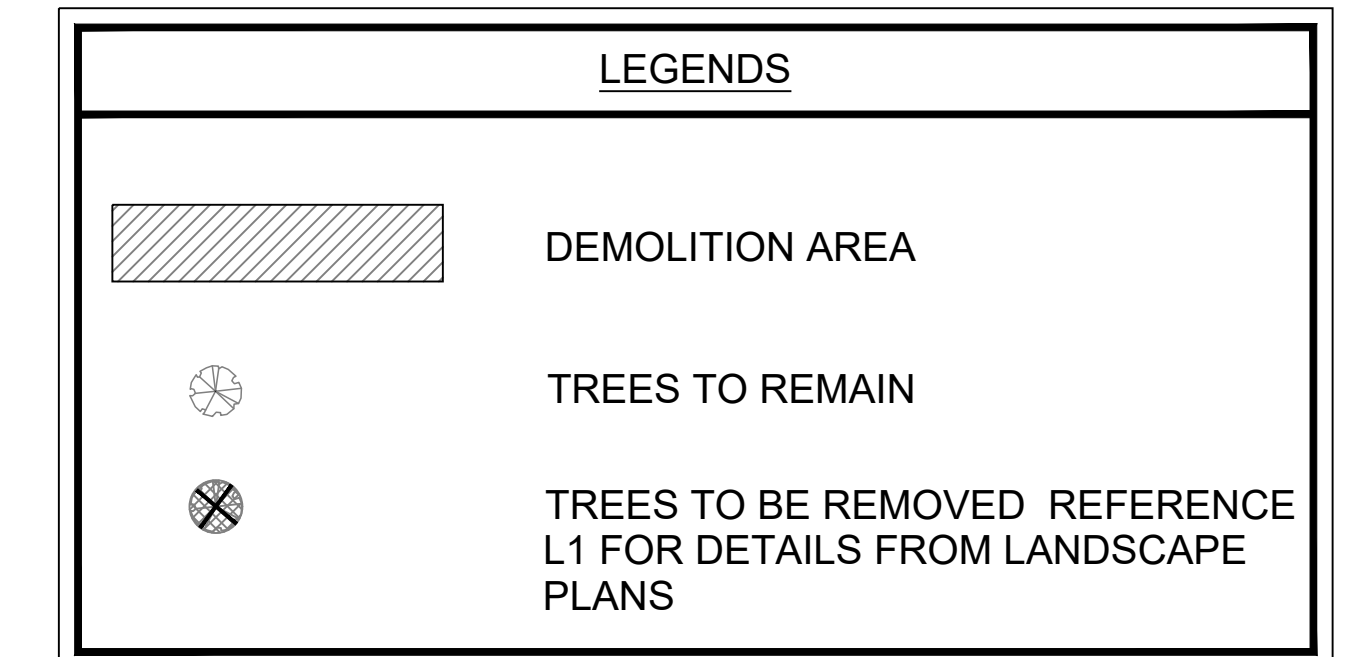 LEGENDS
DEMOLITION AREA
TREES TO REMAIN
TREES TO BE REMOVED  REFERENCE
L1 FOR DETAILS FROM LANDSCAPE
PLANS